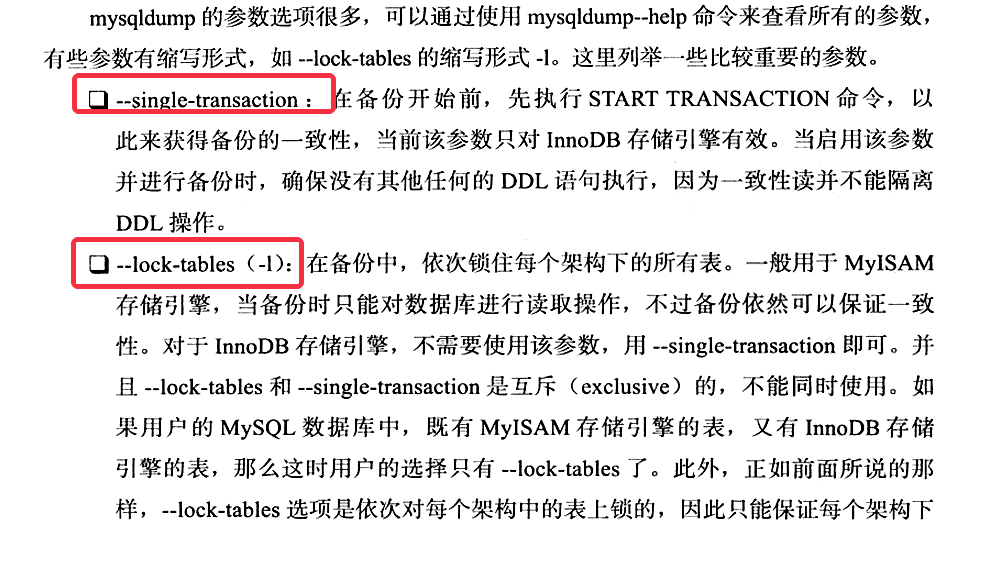 mysqldump 的参数选项很多，可以通过使用 mysqldump--help 命令来查看所有的参数，
有些参数有缩写形式，如 --lock-tables 的缩写形式 -l。这里列举一些比较重要的参数。
❏ --single-transaction：在备份开始前，先执行 START TRANSACTION 命令，以
此来获得备份的一致性，当前该参数只对 InnoDB 存储引擎有效。当启用该参数
并进行备份时，确保没有其他任何的 DDL 语句执行，因为一致性读并不能隔离
DDL 操作。
❏ --lock-tables（-l）：在备份中，依次锁住每个架构下的所有表。一般用于 MyISAM
存储引擎，当备份时只能对数据库进行读取操作，不过备份依然可以保证一致
性。对于 InnoDB 存储引擎，不需要使用该参数，用 --single-transaction 即可。并
且 --lock-tables 和 --single-transaction 是互斥（exclusive）的，不能同时使用。如
果用户的 MySQL 数据库中，既有 MyISAM 存储引擎的表，又有 InnoDB 存储
引擎的表，那么这时用户的选择只有 --lock-tables 了。此外，正如前面所说的那
样，--lock-tables 选项是依次对每个架构中的表上锁的，因此只能保证每个架构下